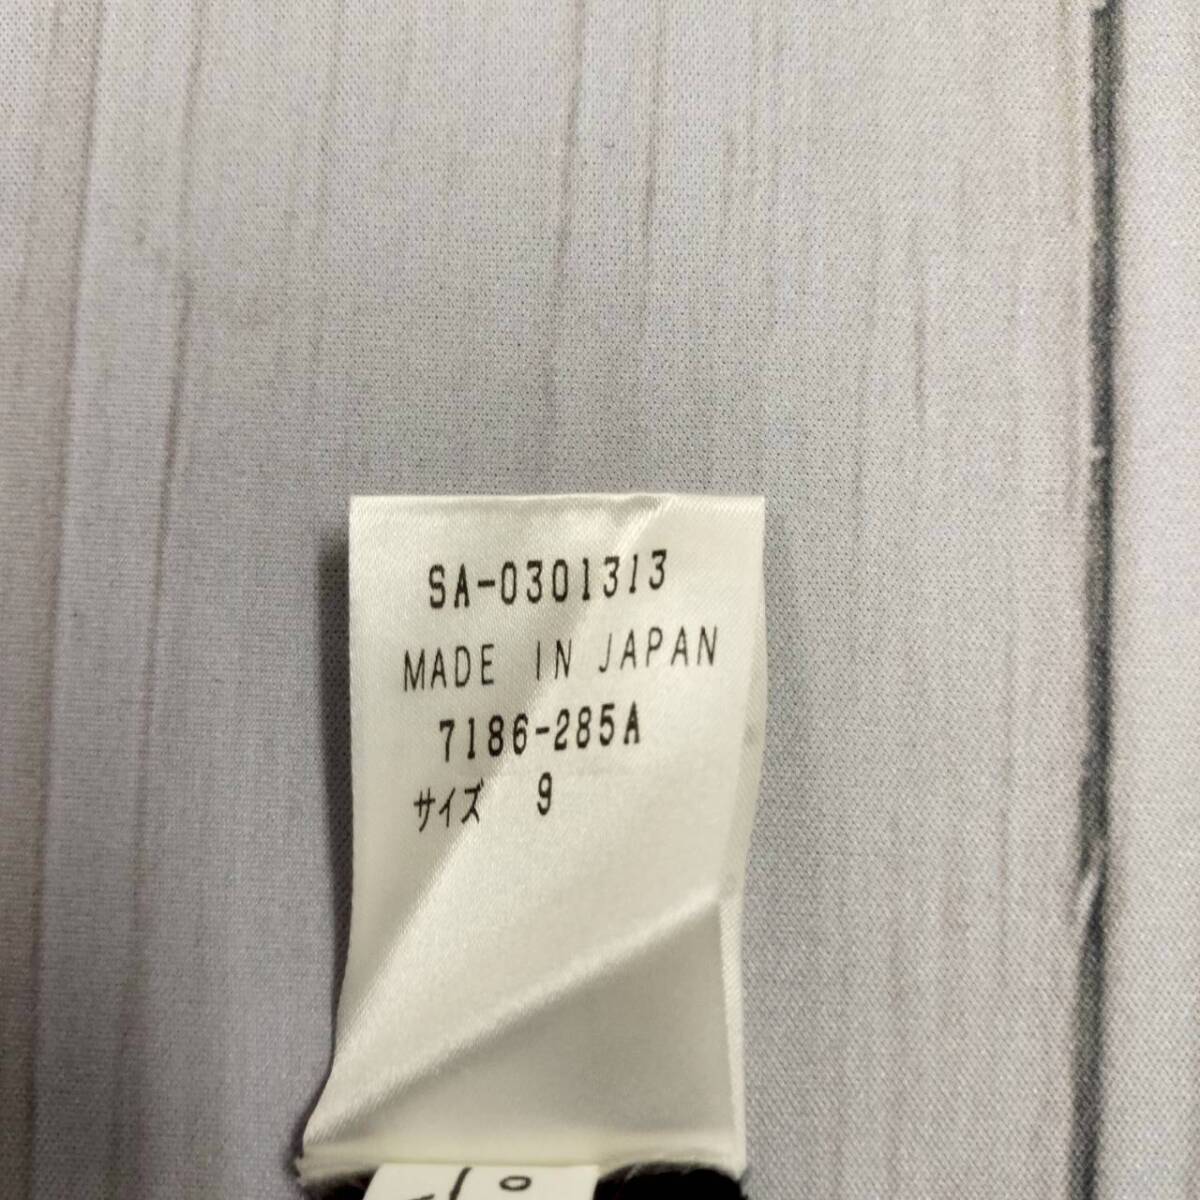 SA-0301313
MADE IN JAPAN
7186-285A
サイズ 9